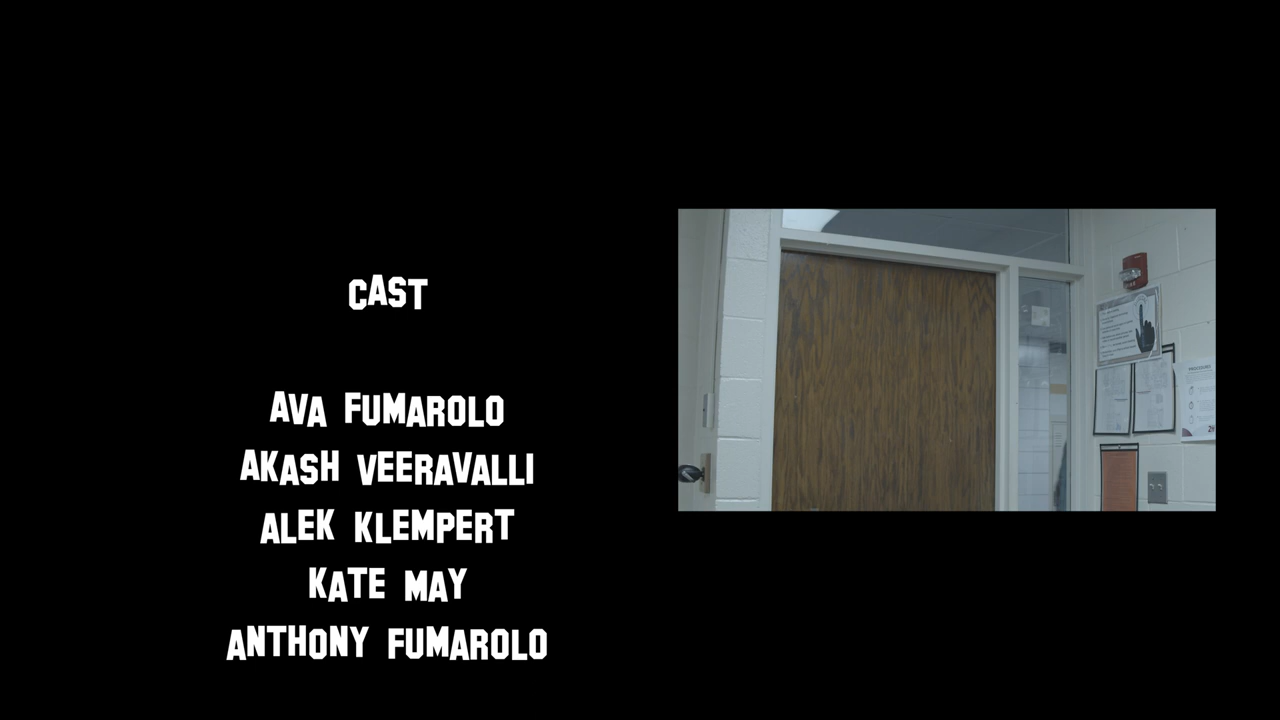 CAST
AVA FUMAROLO
AKASH VEERAVALLI
ALEK KLEMPERT
KATE MAY
ANTHONY FUMAROLO